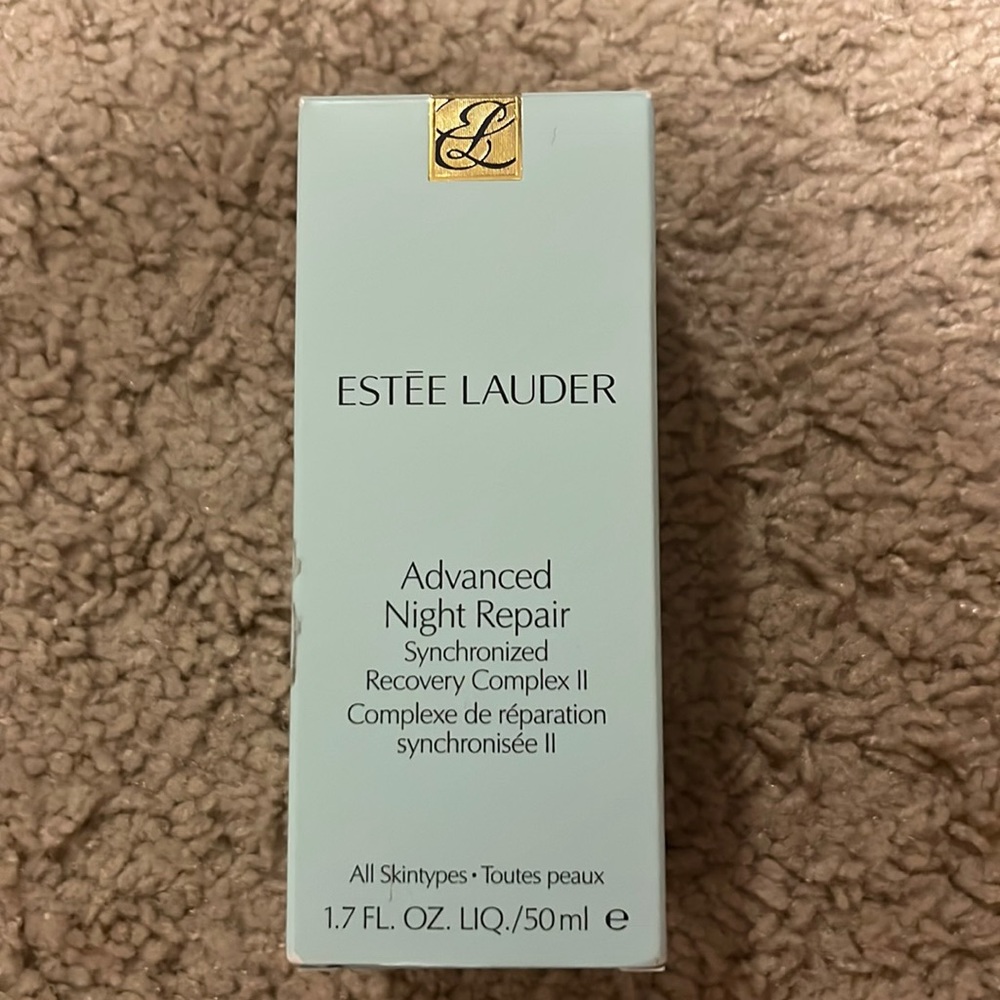 EL
ESTĒE LAUDER
Advanced
Night Repair
Synchronized
Recovery Complex II
Complexe de réparation
synchronisée II
All Skintypes • Toutes peaux
1.7 FL. OZ. LIQ./50 ml ℮